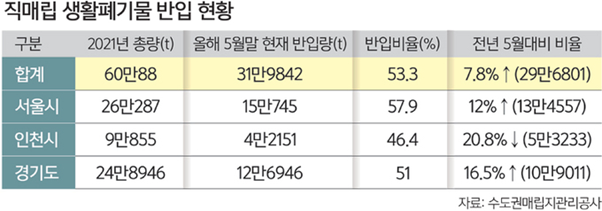 직매립 생활폐기물 반입 현황
구분 2021년 총량(t) 올해 5월말 현재 반입량(t) 반입비율(%) 전년 5월대비 비율
합계 60만88 31만9842 53.3 7.8%↑(29만6801)
서울시 26만287 15만745 57.9 12%↑(13만4557)
인천시 9만855 4만2151 46.4 20.8%↓(5만3233)
경기도 24만8946 12만6946 51 16.5%↑(10만9011)
자료: 수도권매립지관리공사